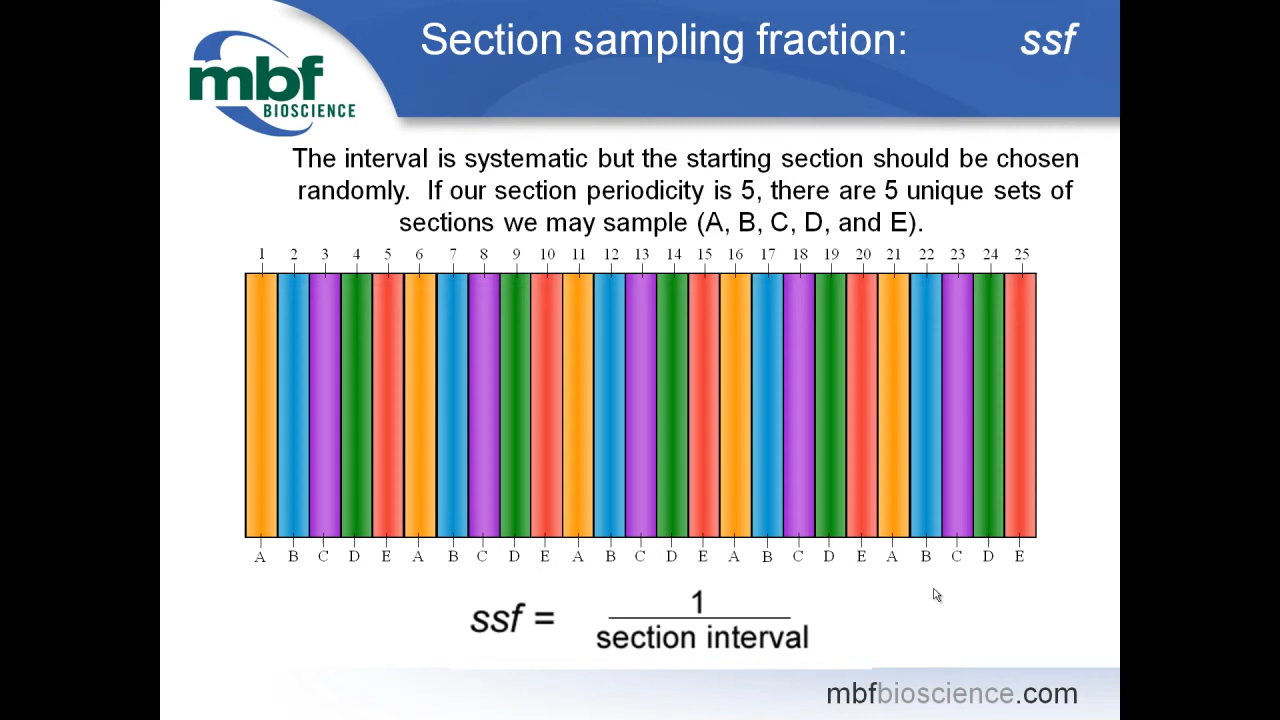 mbf
BIOSCIENCE
Section sampling fraction: ssf
The interval is systematic but the starting section should be chosen
randomly. If our section periodicity is 5, there are 5 unique sets of
sections we may sample (A, B, C, D, and E).
1 2 3 4 5 6 7 8 9 10 11 12 13 14 15 16 17 18 19 20 21 22 23 24 25
A B C D E A B C D E A B C D E A B C D E A B C D E
ssf = 1
section interval
mbfbioscience.com